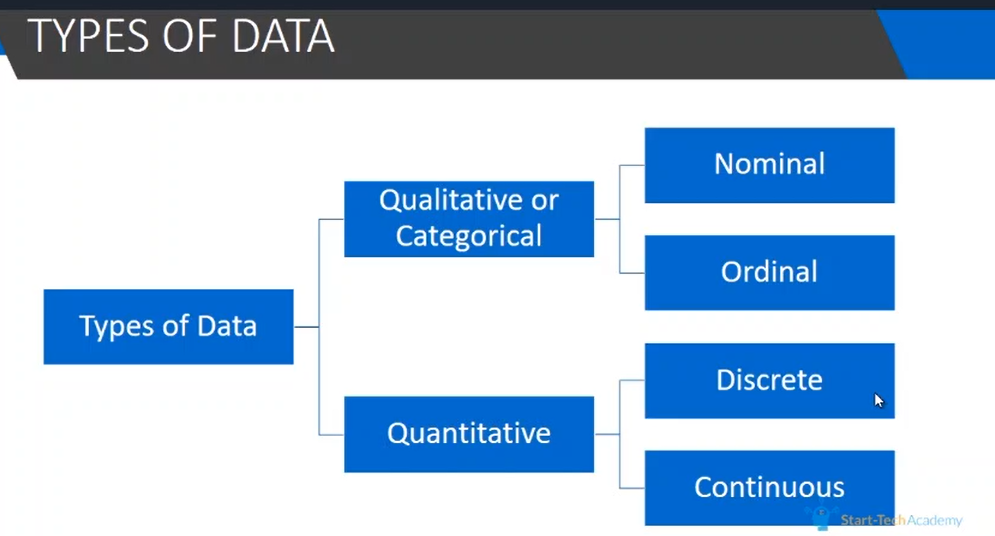 TYPES OF DATA
Types of Data
Qualitative or
Categorical
Nominal
Ordinal
Quantitative
Discrete
Continuous
Start-Tech Academy